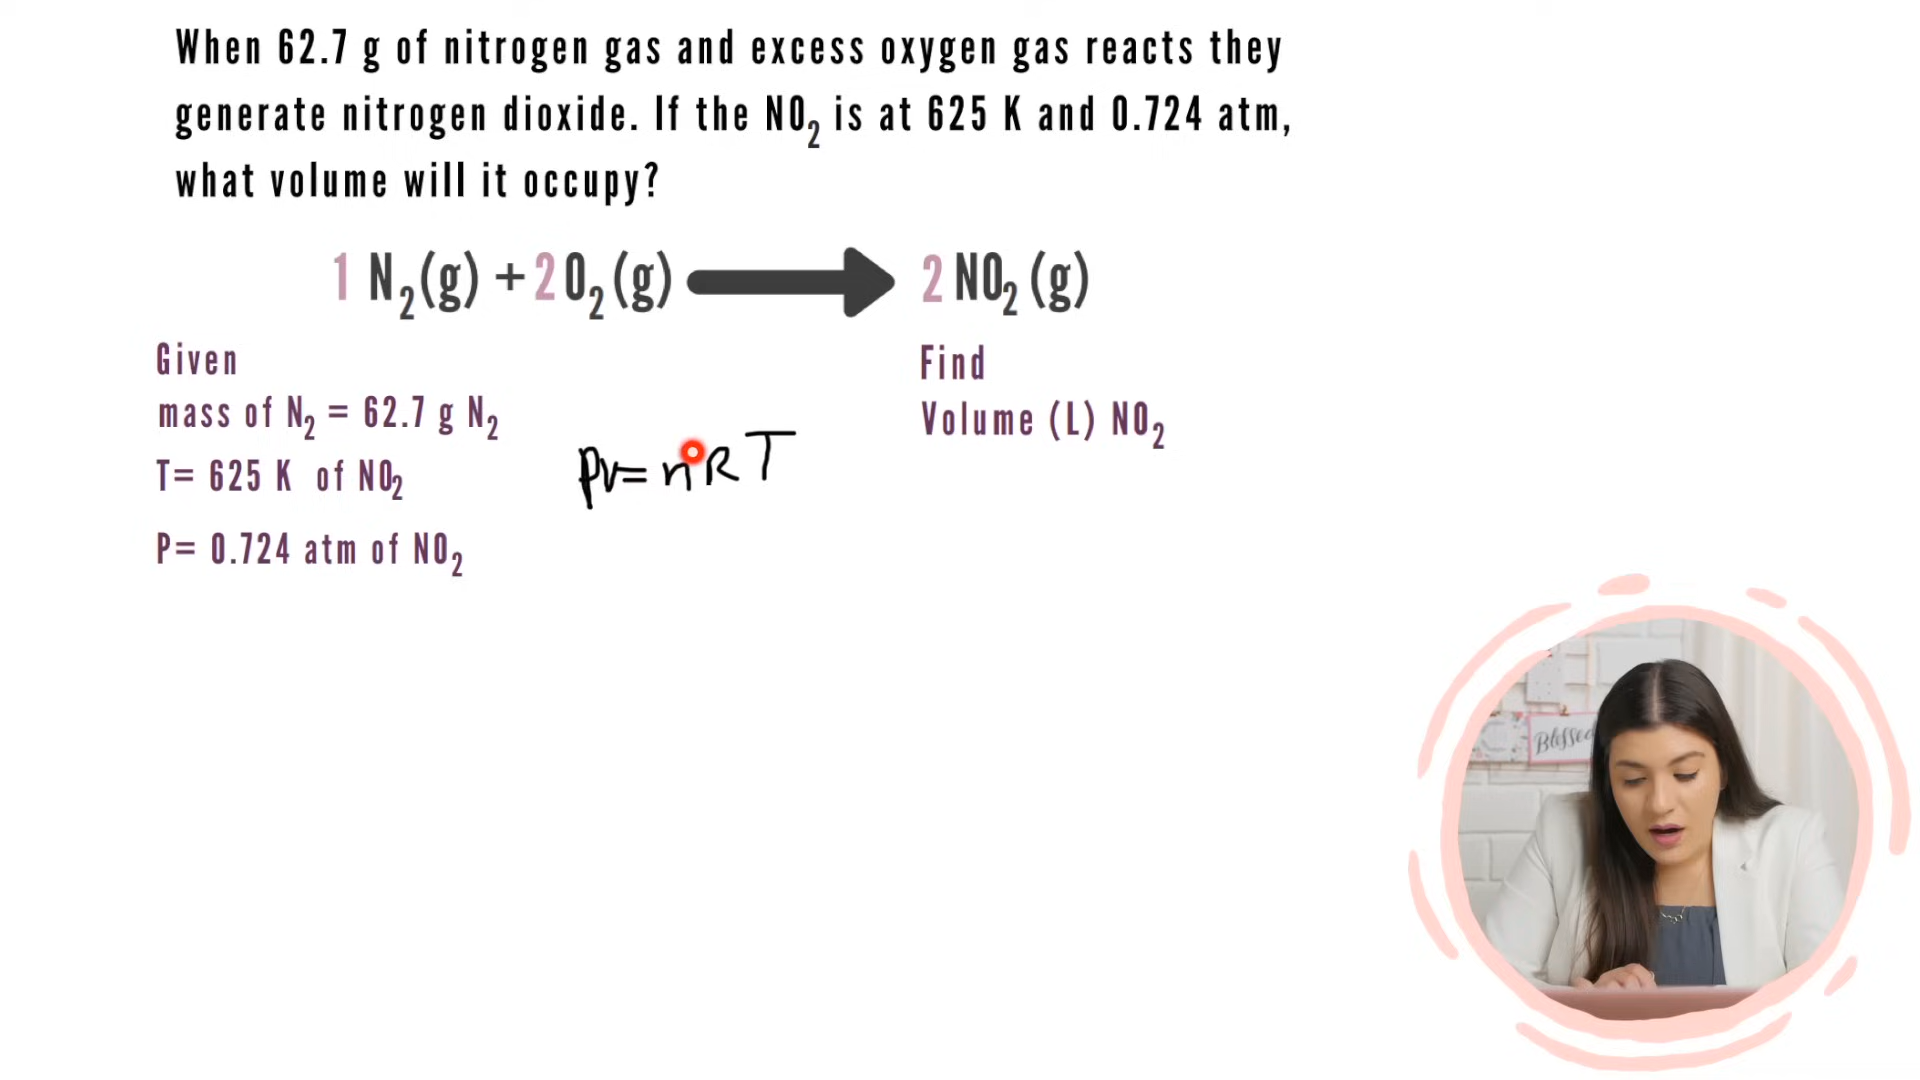 When 62.7 g of nitrogen gas and excess oxygen gas reacts they
generate nitrogen dioxide. If the NO₂ is at 625 K and 0.724 atm,
what volume will it occupy?
1 N₂(g) + 2 O₂(g) → 2 NO₂(g)
Given
mass of N₂ = 62.7 g N₂
T= 625 K of NO₂
P= 0.724 atm of NO₂
PV= nRT
Find
Volume (L) NO₂
Blessed